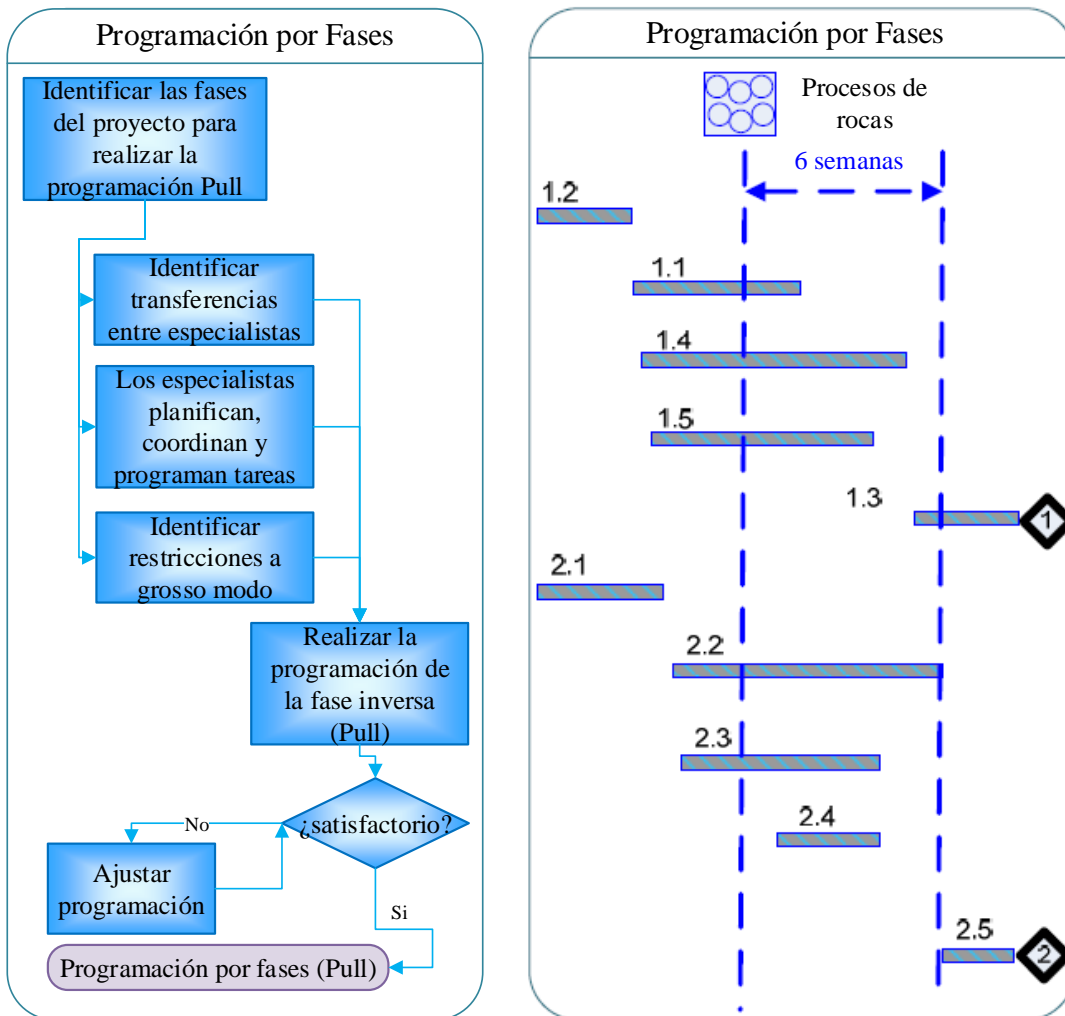 Programación por Fases
Identificar las fases
del proyecto para
realizar la
programación Pull
Identificar
transferencias
entre especialistas
Los especialistas
planifican,
coordinan y
programan tareas
Identificar
restricciones a
grosso modo
Realizar la
programación de
la fase inversa
(Pull)
¿satisfactorio?
No
Ajustar
programación
Si
Programación por fases (Pull)
Programación por Fases
Procesos de
rocas
6 semanas
1.2
1.1
1.4
1.5
1.3
1
2.1
2.2
2.3
2.4
2.5
2